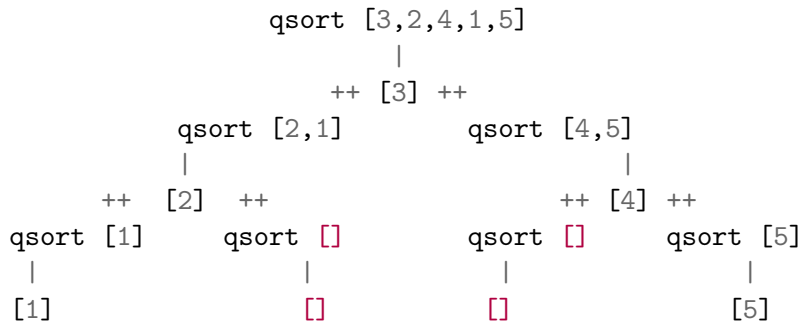 qsort [3,2,4,1,5]
|
++ [3] ++
qsort [2,1] qsort [4,5]
| |
++ [2] ++ ++ [4] ++
qsort [1] qsort [] qsort [] qsort [5]
| | | |
[1] [] [] [5]